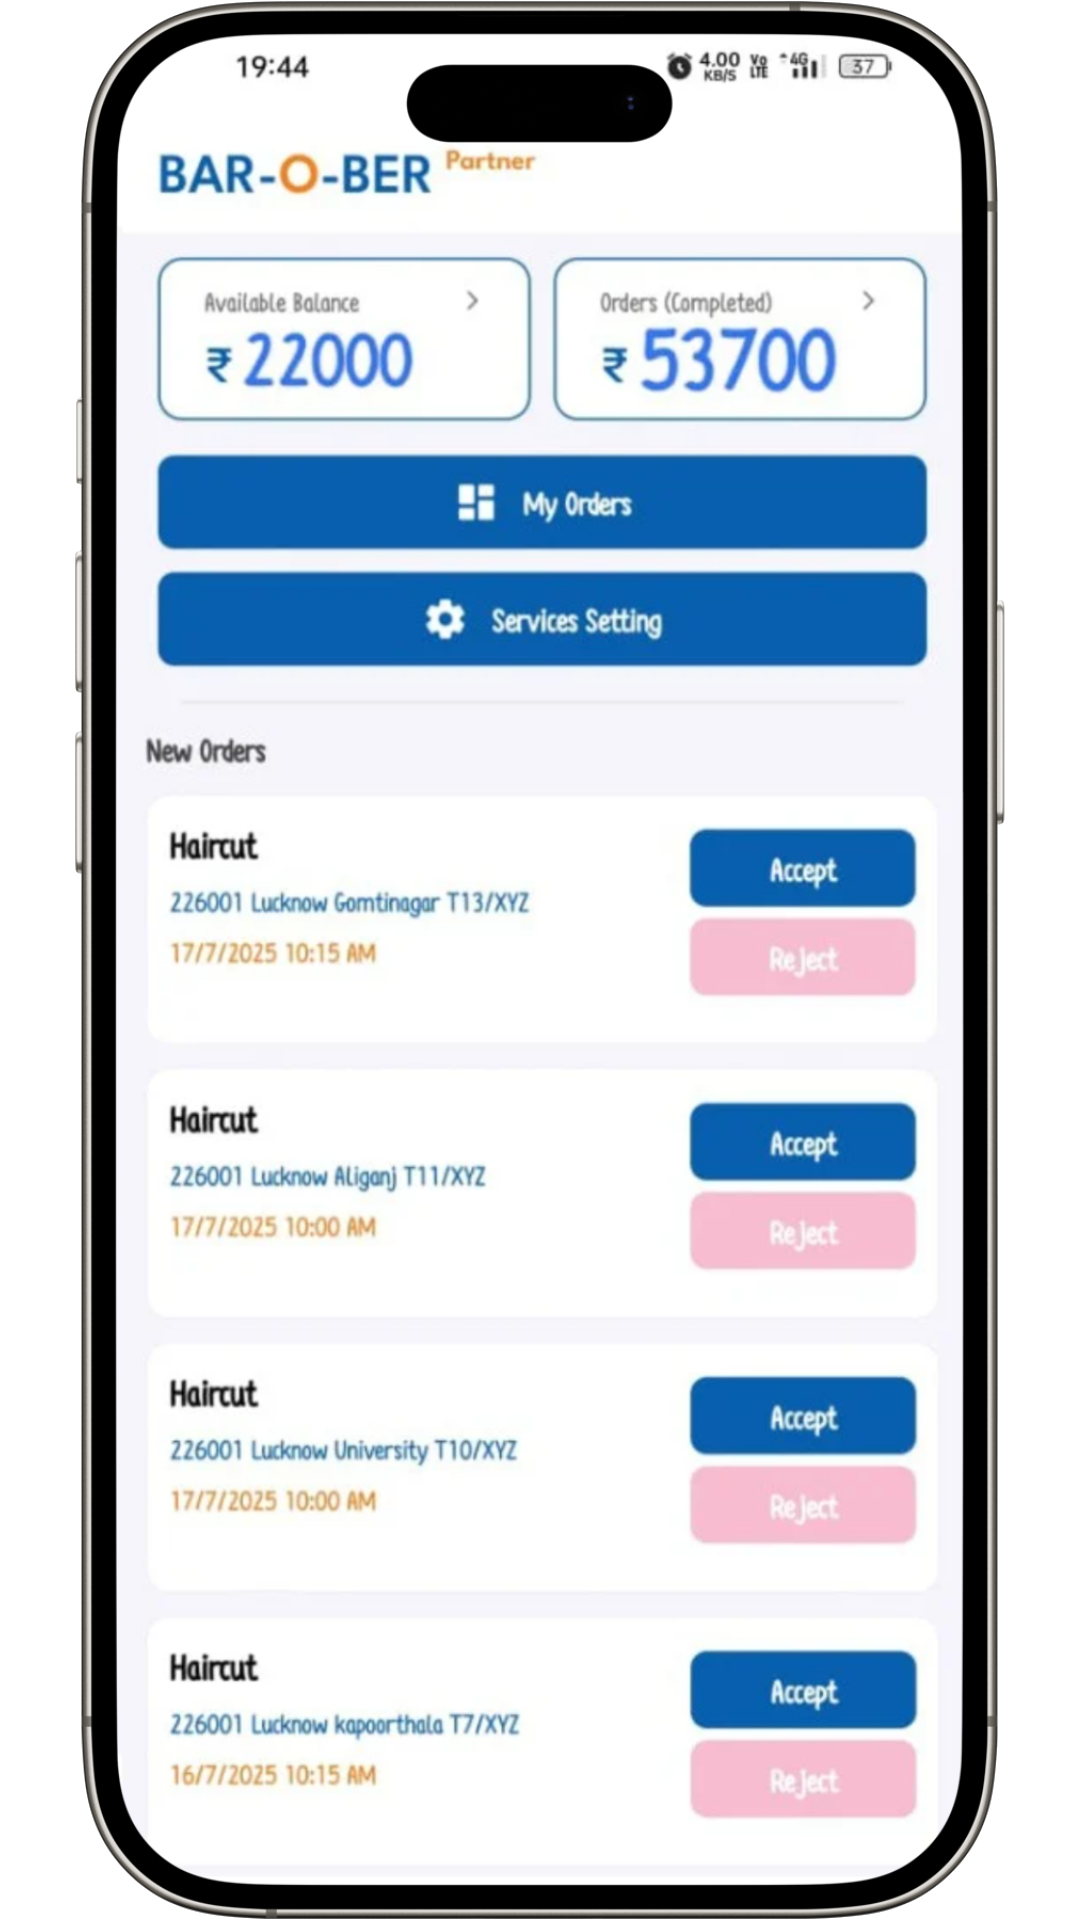 19:44
4.00 KB/S Vo LTE 4G 37
BAR-O-BER Partner
Available Balance
₹ 22000
Orders (Completed)
₹ 53700
My Orders
Services Setting
New Orders
Haircut
226001 Lucknow Gomtinagar T13/XYZ
17/7/2025 10:15 AM
Accept
Reject
Haircut
226001 Lucknow Aliganj T11/XYZ
17/7/2025 10:00 AM
Accept
Reject
Haircut
226001 Lucknow University T10/XYZ
17/7/2025 10:00 AM
Accept
Reject
Haircut
226001 Lucknow kapoorthala T7/XYZ
16/7/2025 10:15 AM
Accept
Reject